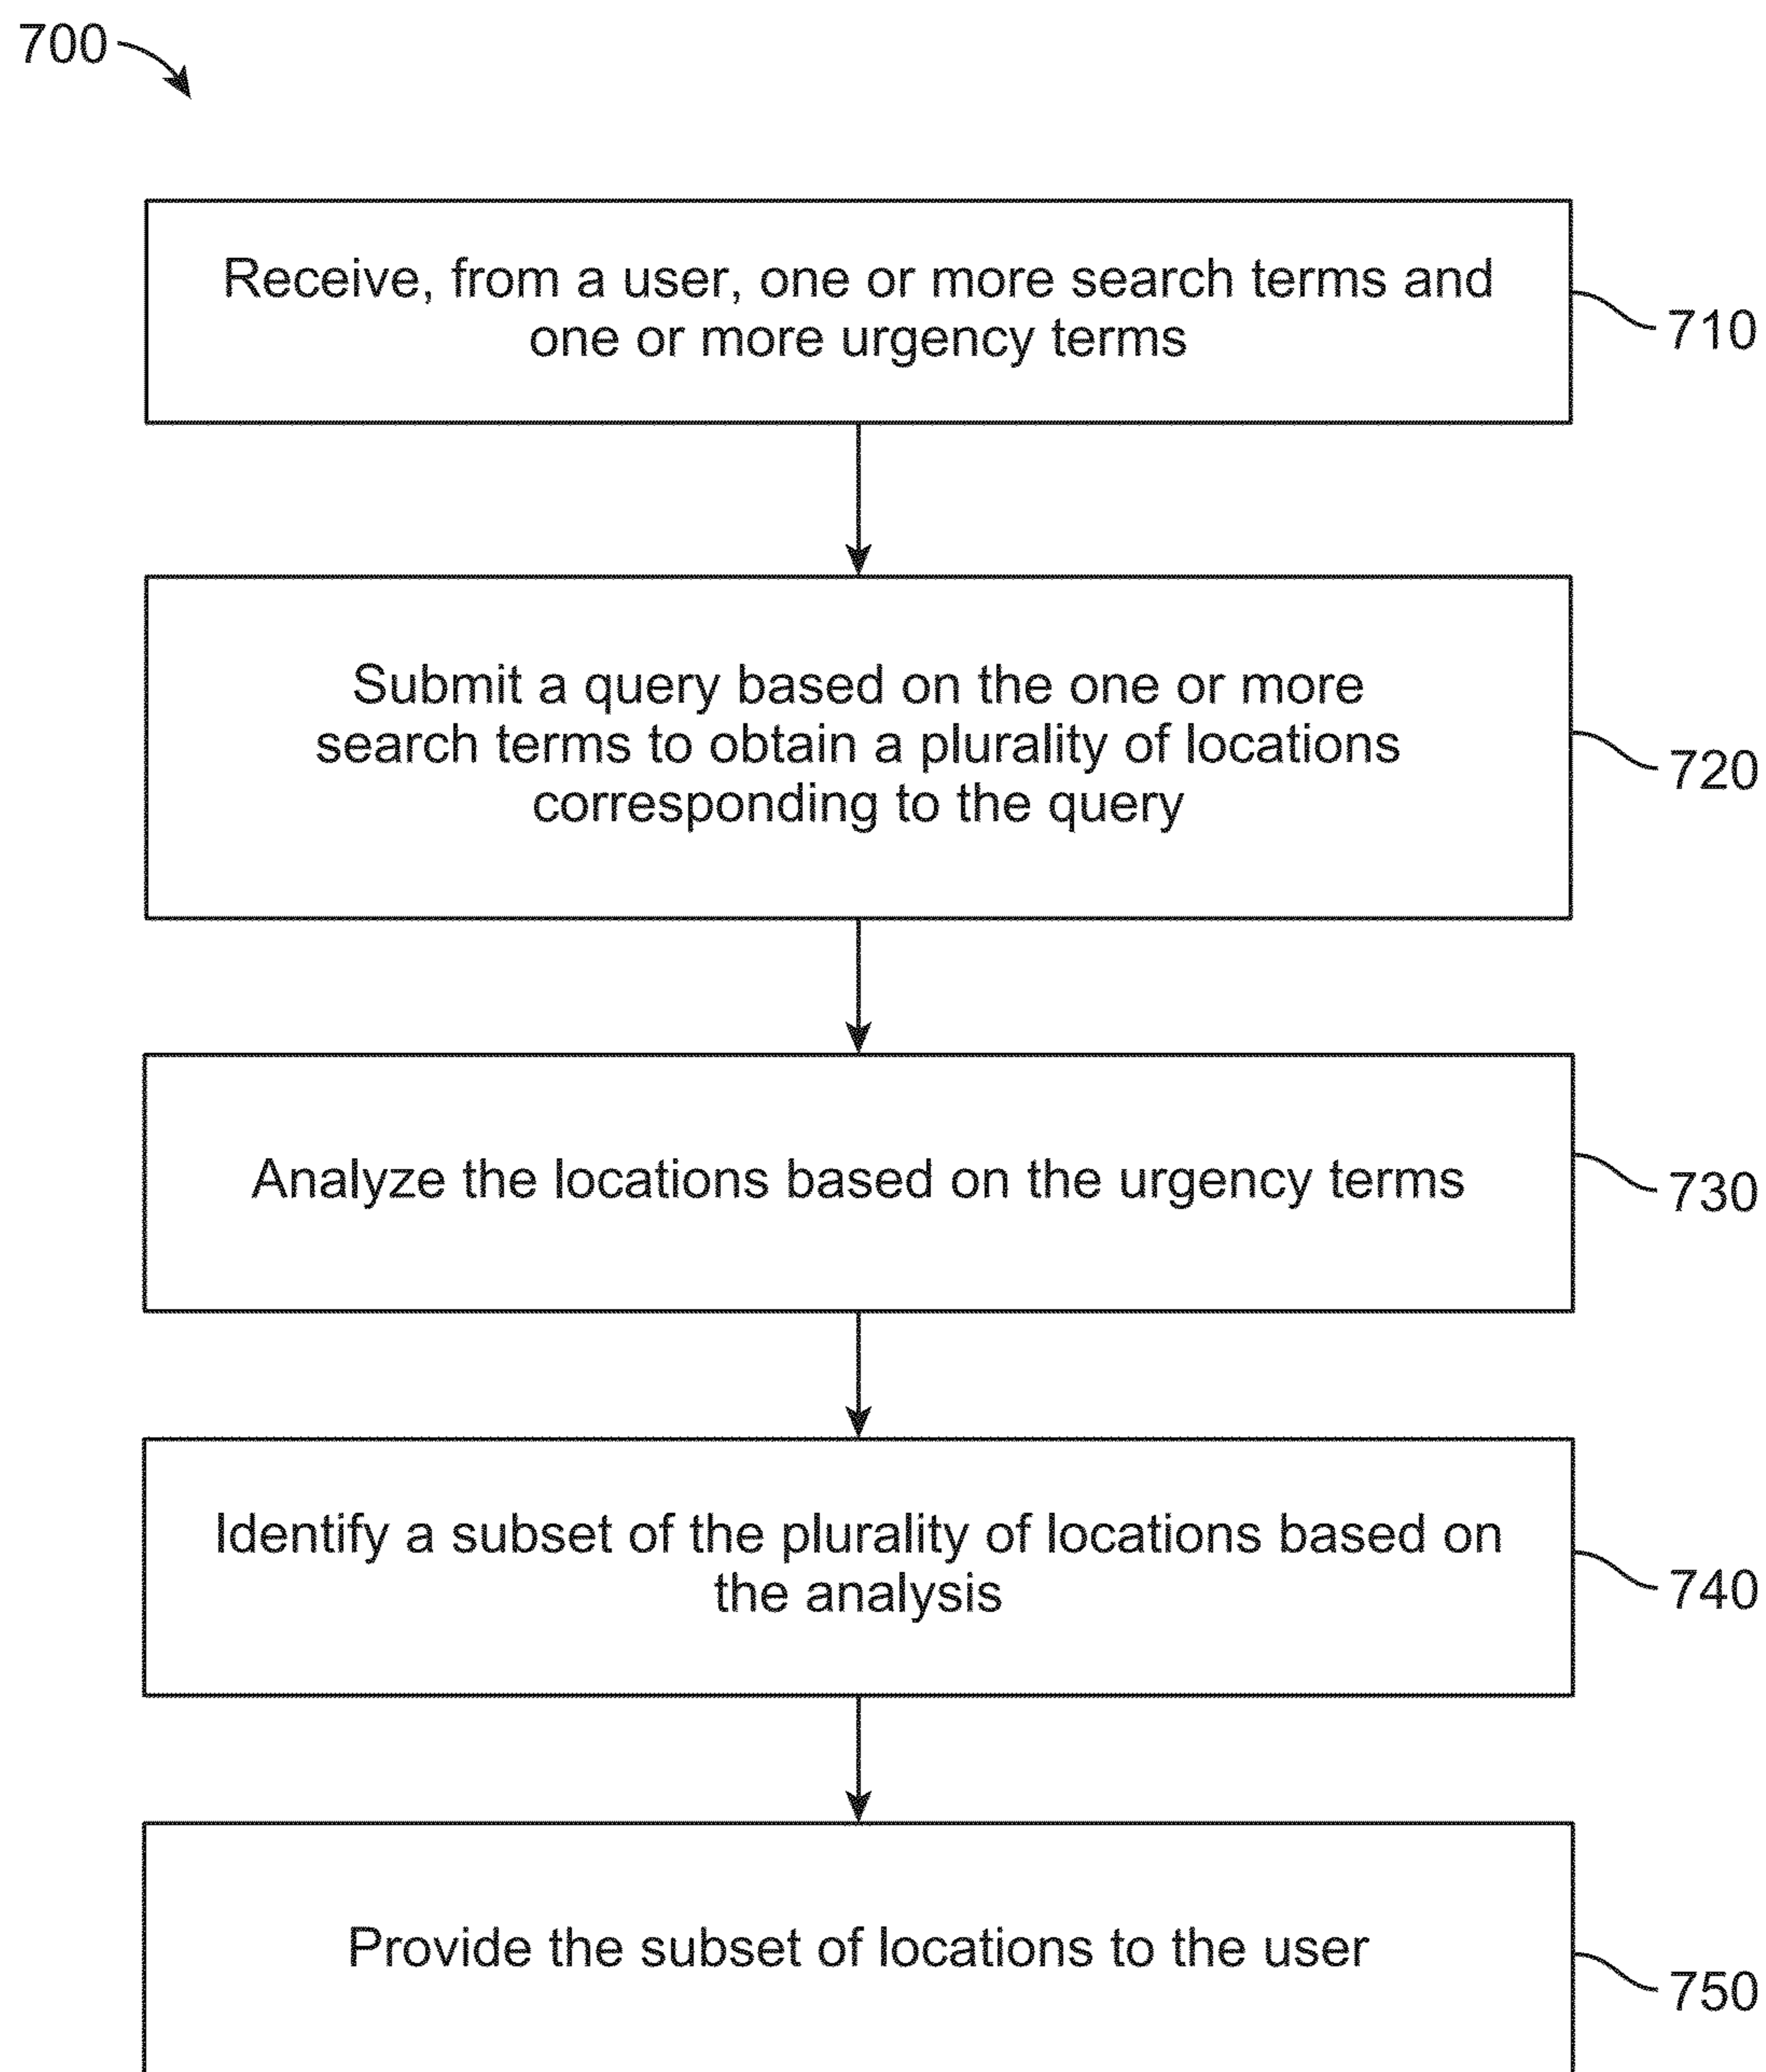 700
Receive, from a user, one or more search terms and
one or more urgency terms
710
Submit a query based on the one or more
search terms to obtain a plurality of locations
corresponding to the query
720
Analyze the locations based on the urgency terms
730
Identify a subset of the plurality of locations based on
the analysis
740
Provide the subset of locations to the user
750